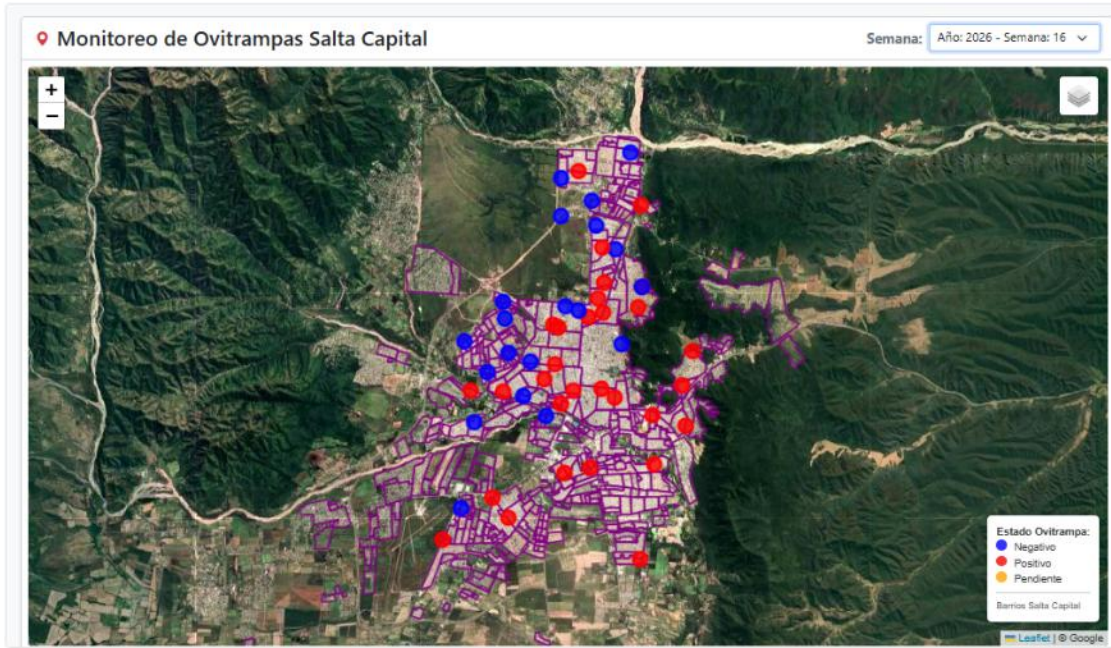 Monitoreo de Ovitrampas Salta Capital
Semana: Año: 2026 - Semana: 16
+
−
Estado Ovitrampa:
Negativo
Positivo
Pendiente
Barrios Salta Capital
Leaflet | © Google